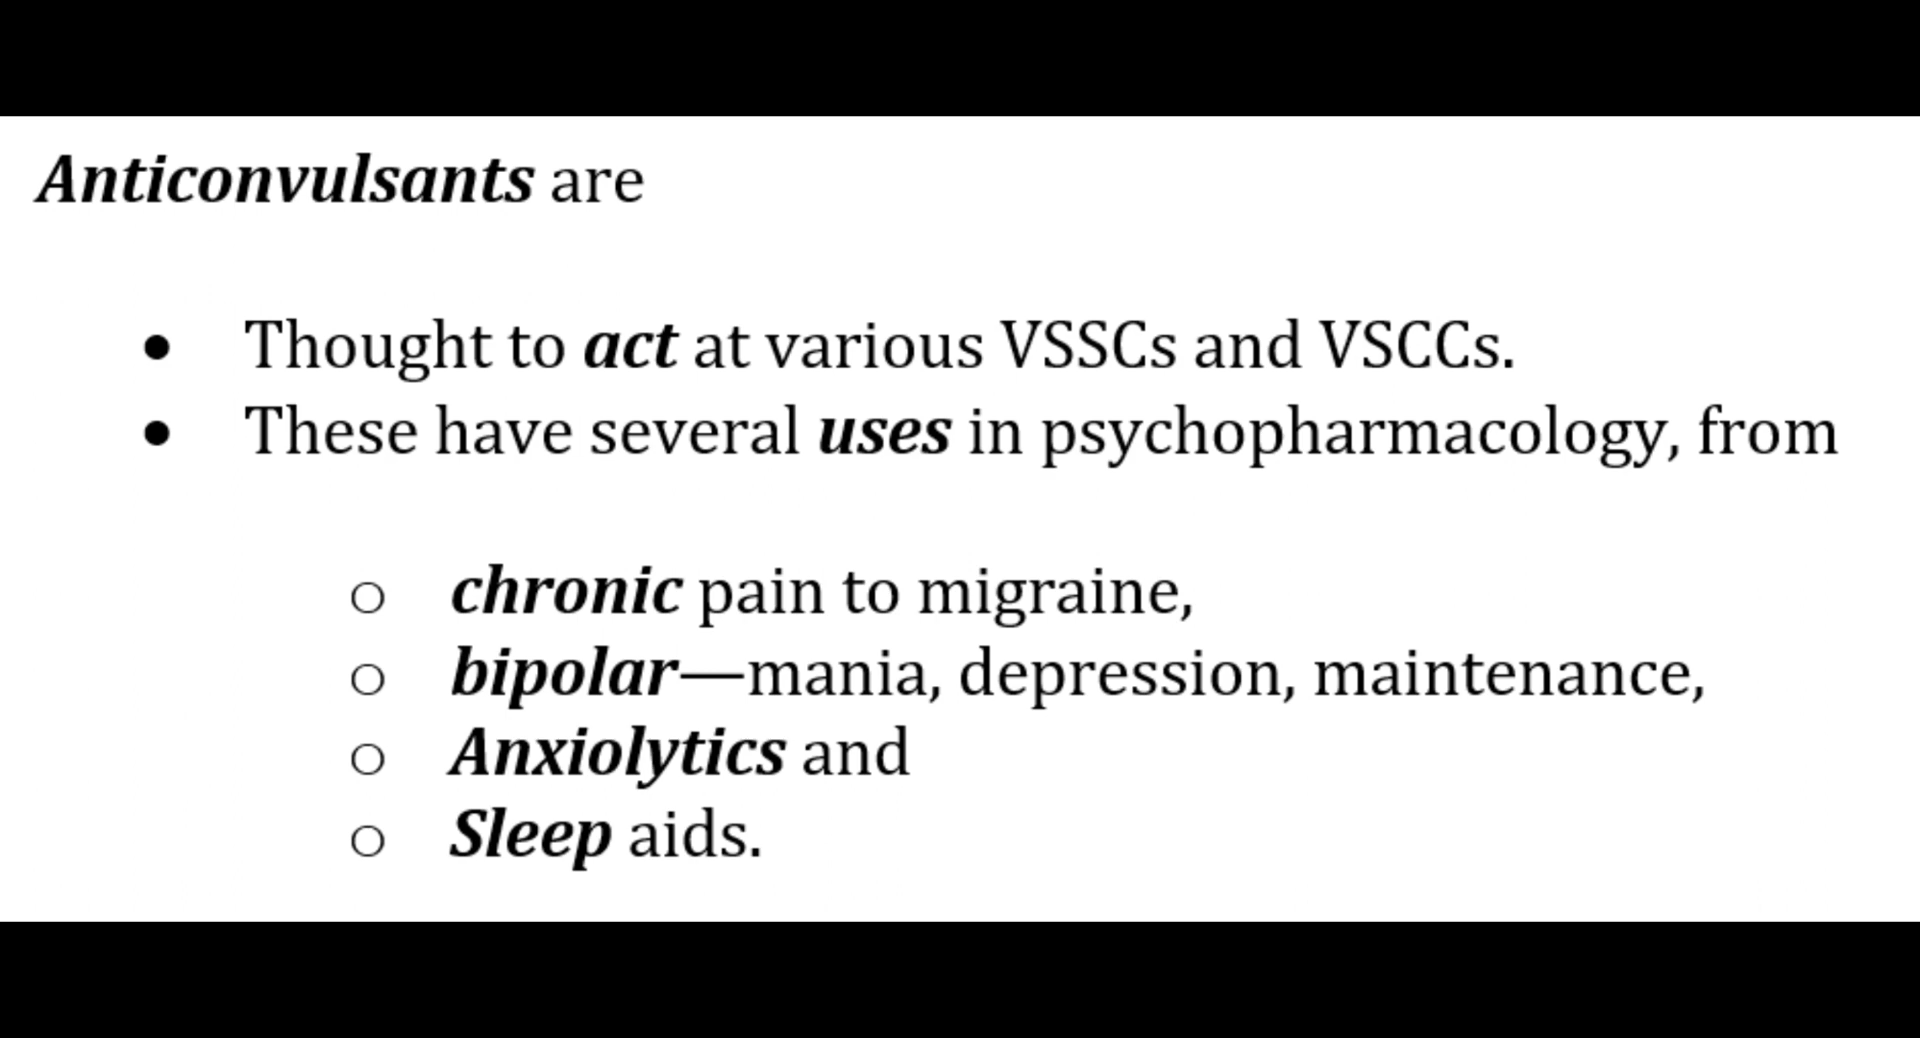 Anticonvulsants are
• Thought to act at various VSSCs and VSCCs.
• These have several uses in psychopharmacology, from
o chronic pain to migraine,
o bipolar—mania, depression, maintenance,
o Anxiolytics and
o Sleep aids.